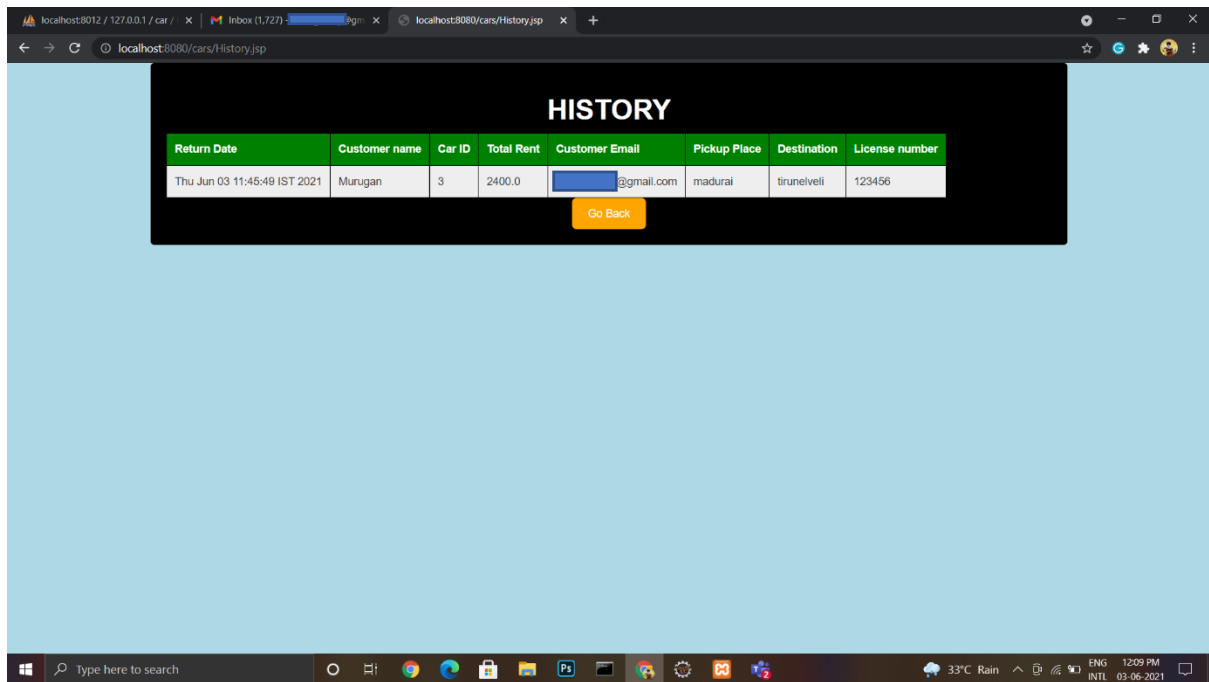 localhost:8012 / 127.0.0.1 / car /
Inbox (1,727) - @gm
localhost:8080/cars/History.jsp
localhost:8080/cars/History.jsp
HISTORY
Return Date Customer name Car ID Total Rent Customer Email Pickup Place Destination License number
Thu Jun 03 11:45:49 IST 2021 Murugan 3 2400.0 @gmail.com madurai tirunelveli 123456
Go Back
Type here to search
Ps
33°C Rain
ENG
INTL
12:09 PM
03-06-2021